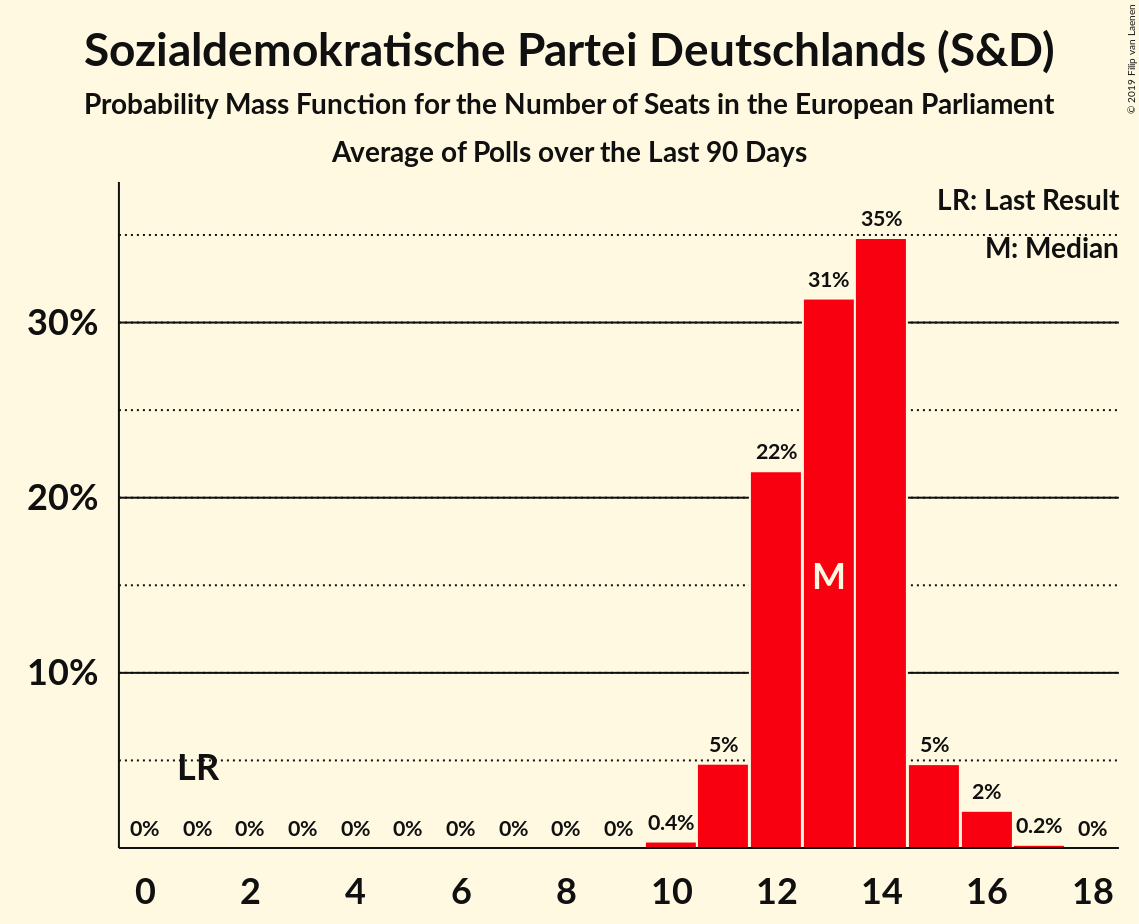 Sozialdemokratische Partei Deutschlands (S&D)
Probability Mass Function for the Number of Seats in the European Parliament
Average of Polls over the Last 90 Days
© 2019 Filip van Laenen
LR: Last Result
M: Median
35%
31%
30%
22%
20%
M
10%
5%
5%
LR
2%
0% 0% 0% 0% 0% 0% 0% 0% 0% 0% 0.4% 0.2% 0%
0 2 4 6 8 10 12 14 16 18